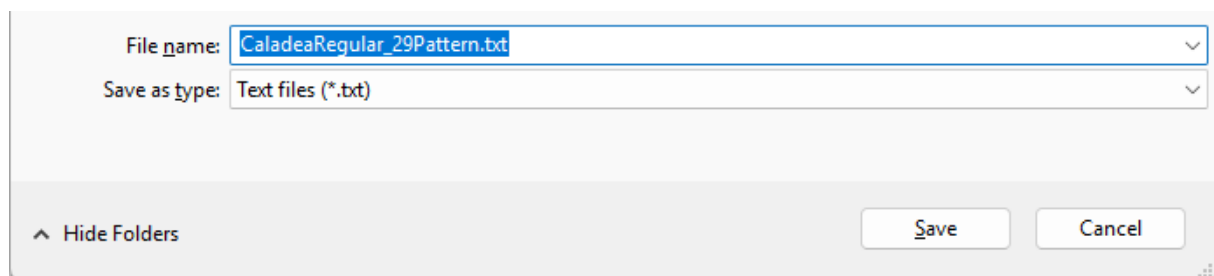 File name: CaladeaRegular_29Pattern.txt
Save as type: Text files (*.txt)
Hide Folders Save Cancel